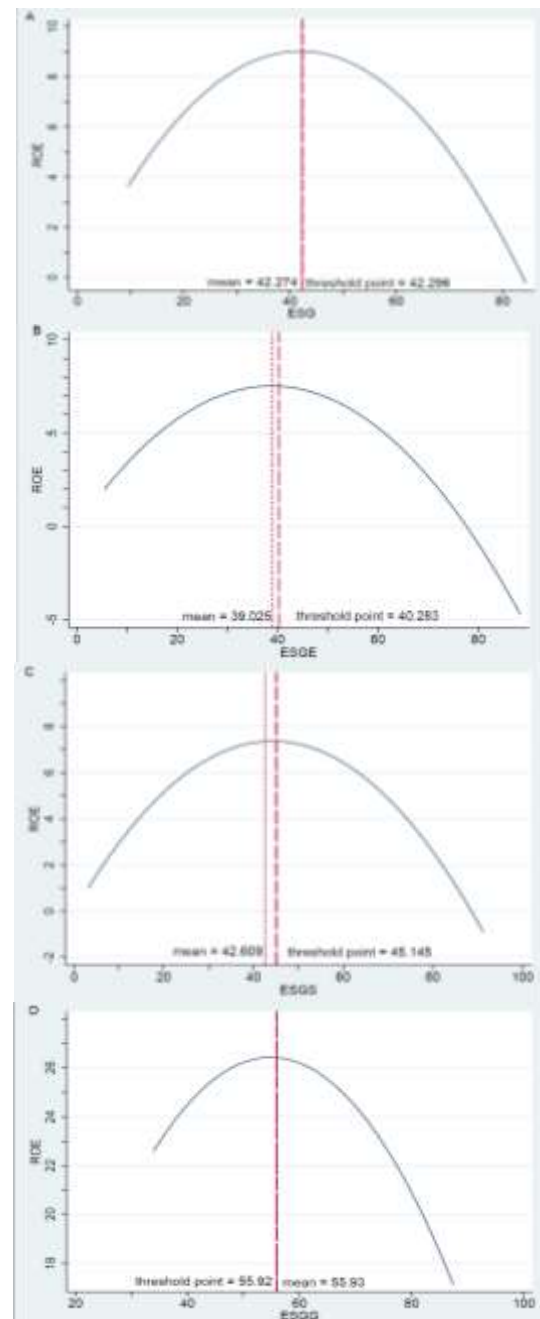 A
10
8
6
4
2
0
ROE
mean = 42.274 threshold point = 42.296
0 20 40 60 80
ESG
B
10
5
0
-5
ROE
mean = 39.025 threshold point = 40.283
0 20 40 60 80
ESGE
C
8
6
4
2
0
-2
ROE
mean = 42.609 threshold point = 45.145
0 20 40 60 80 100
ESGS
D
26
24
22
20
18
ROE
threshold point = 55.92 mean = 55.93
20 40 60 80 100
ESGG